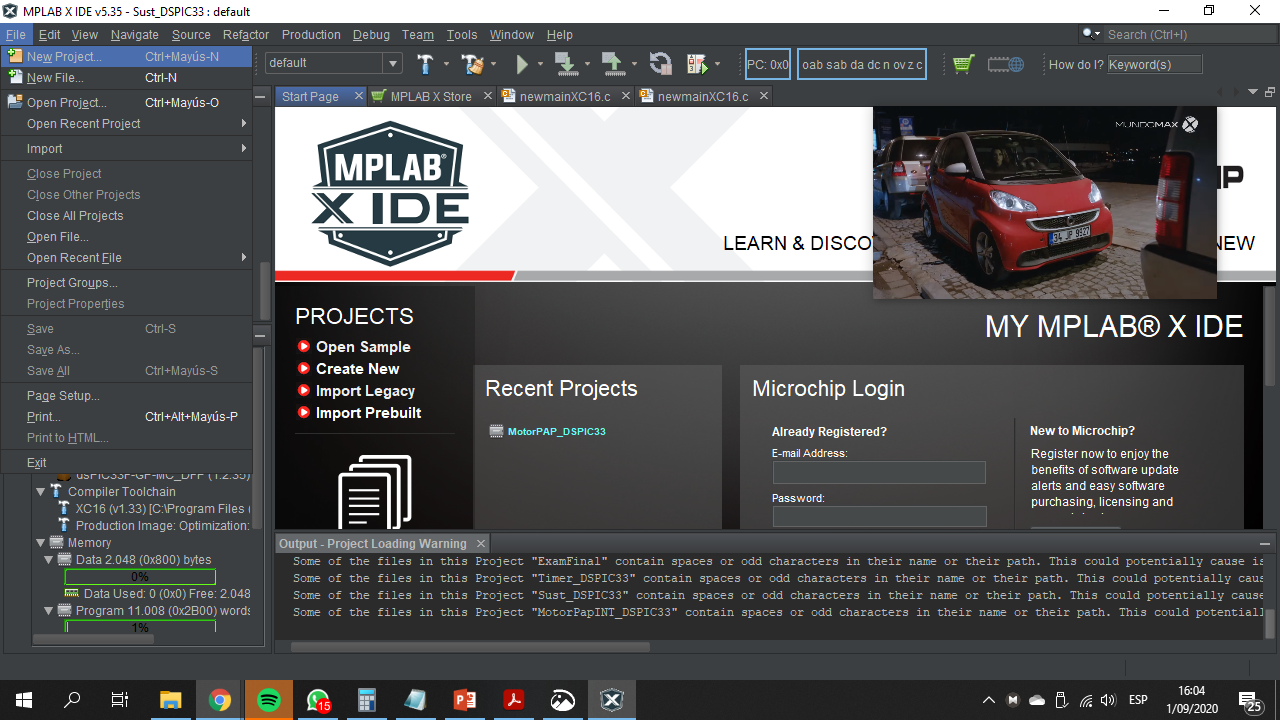 MPLAB X IDE v5.35 - Sust_DSPIC33 : default
File Edit View Navigate Source Refactor Production Debug Team Tools Window Help
Search (Ctrl+I)
default
PC: 0x0
oab sab da dc n ov z c
How do I? Keyword(s)
New Project... Ctrl+Mayús-N
New File... Ctrl-N
Open Project... Ctrl+Mayús-O
Open Recent Project
Import
Close Project
Close Other Projects
Close All Projects
Open File...
Open Recent File
Project Groups...
Project Properties
Save Ctrl-S
Save As...
Save All Ctrl+Mayús-S
Page Setup...
Print... Ctrl+Alt+Mayús-P
Print to HTML...
Exit
dsPIC33F-GP-MC_DFP (1.2.35)
Compiler Toolchain
XC16 (v1.33) [C:\Program Files (
Production Image: Optimization:
Memory
Data 2.048 (0x800) bytes
0%
Data Used: 0 (0x0) Free: 2.048
Program 11.008 (0x2B00) words
1%
Start Page MPLAB X Store newmainXC16.c newmainXC16.c
MPLAB®
X IDE
MUNDOMAX
34 JP 9927
IP
LEARN & DISCO
NEW
MY MPLAB® X IDE
PROJECTS
Open Sample
Create New
Import Legacy
Import Prebuilt
Recent Projects
MotorPAP_DSPIC33
Microchip Login
Already Registered?
E-mail Address:
Password:
New to Microchip?
Register now to enjoy the
benefits of software update
alerts and easy software
purchasing, licensing and
Output - Project Loading Warning
Some of the files in this Project "ExamFinal" contain spaces or odd characters in their name or their path. This could potentially cause is
Some of the files in this Project "Timer_DSPIC33" contain spaces or odd characters in their name or their path. This could potentially cau
Some of the files in this Project "Sust_DSPIC33" contain spaces or odd characters in their name or their path. This could potentially cause
Some of the files in this Project "MotorPapINT_DSPIC33" contain spaces or odd characters in their name or their path. This could potential
15
ESP
16:04
1/09/2020
25